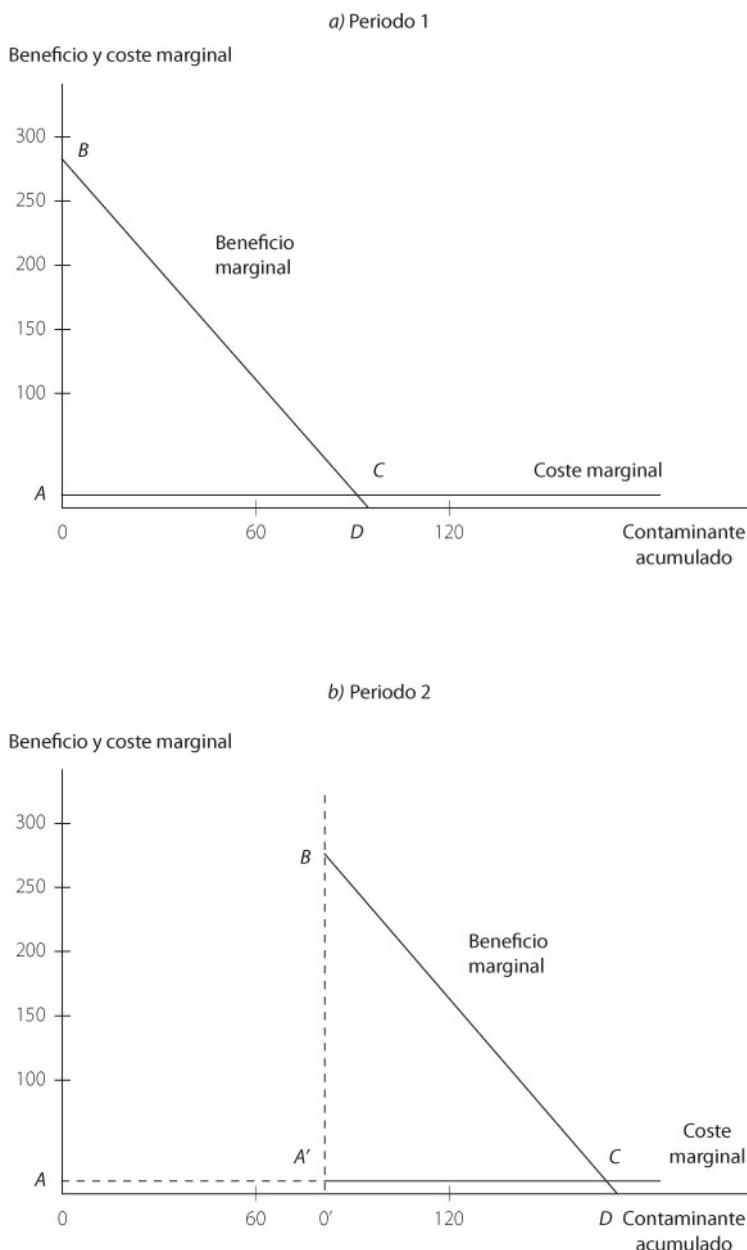 a) Periodo 1
Beneficio y coste marginal
300
B
250
Beneficio
marginal
200
150
100
C
Coste marginal
A
0
60
D
120
Contaminante
acumulado
b) Periodo 2
Beneficio y coste marginal
300
B
250
Beneficio
marginal
200
150
100
Coste
marginal
A'
C
A
0
60
0'
120
D
Contaminante
acumulado